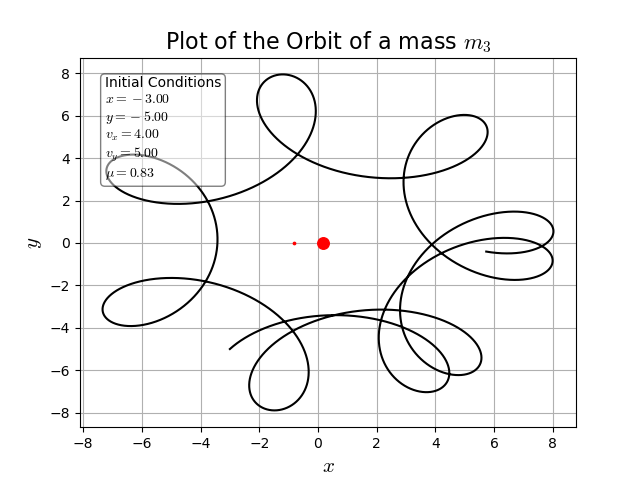 Plot of the Orbit of a mass m₃
Initial Conditions
x = −3.00
y = −5.00
vₓ = 4.00
v_y = 5.00
μ = 0.83
8
6
4
2
0
−2
−4
−6
−8
y
−8 −6 −4 −2 0 2 4 6 8
x